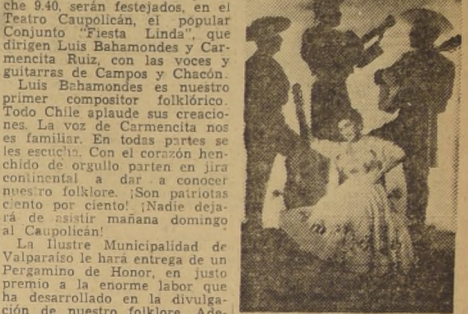 che 9.40, serán festejados, en el
Teatro Caupolicán, el popular
Conjunto "Fiesta Linda", que
dirigen Luis Bahamondes y Car-
mencita Ruiz, con las voces y
guitarras de Campos y Chacón.
Luis Bahamondes es nuestro
primer compositor folklórico.
Todo Chile aplaude sus creacio-
nes. La voz de Carmencita nos
es familiar. En todas partes se
les escucha. Con el corazón hen-
chido de orgullo parten en jira
continental a dar a conocer
nuestro folklore. ¡Son patriotas
ciento por ciento! ¡Nadie deja-
rá de asistir mañana domingo
al Caupolicán!
La Ilustre Municipalidad de
Valparaíso le hará entrega de un
Pergamino de Honor, en justo
premio a la enorme labor que
ha desarrollado en la divulga-
ción de nuestro folklore. Ade-